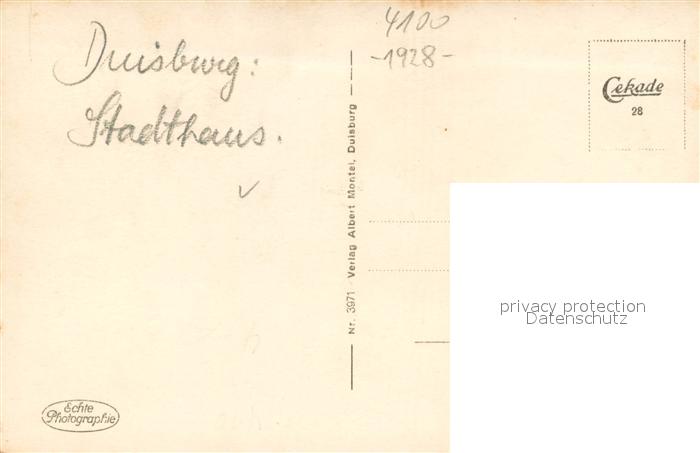 Duisburg:
Stadthaus.
4100
-1928-
Cekade
28
Nr. 3971 Verlag Albert Montel, Duisburg
privacy protection
Datenschutz
Echte
Photographie